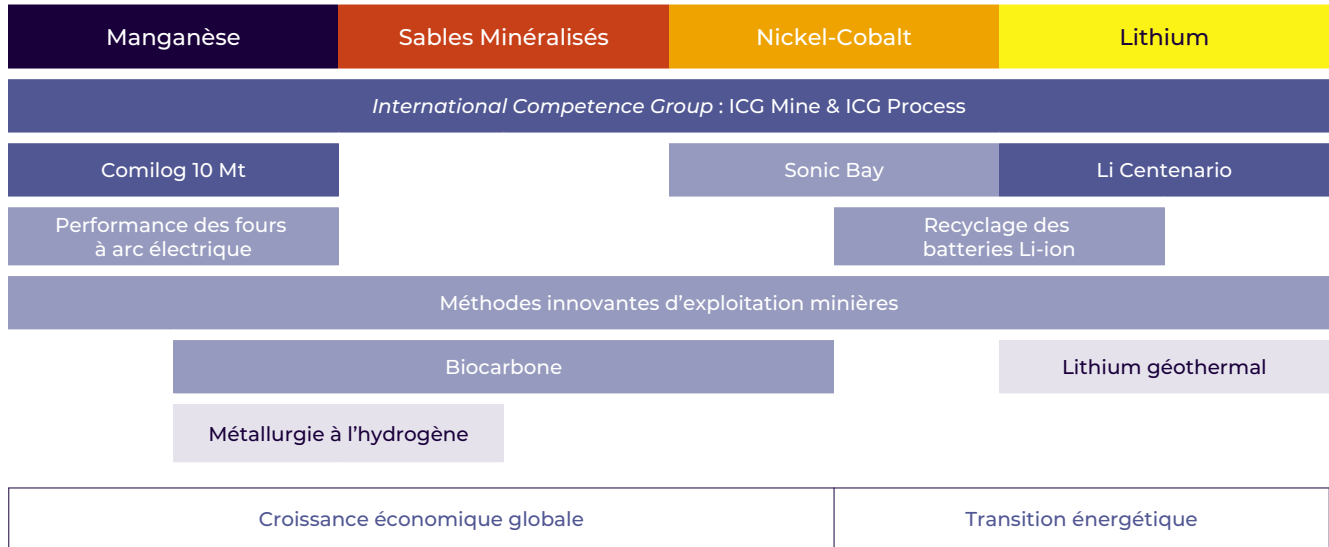 Manganèse
Sables Minéralisés
Nickel-Cobalt
Lithium
International Competence Group : ICG Mine & ICG Process
Comilog 10 Mt
Sonic Bay
Li Centenario
Performance des fours
à arc électrique
Recyclage des
batteries Li-ion
Méthodes innovantes d'exploitation minières
Biocarbone
Lithium géothermal
Métallurgie à l'hydrogène
Croissance économique globale
Transition énergétique